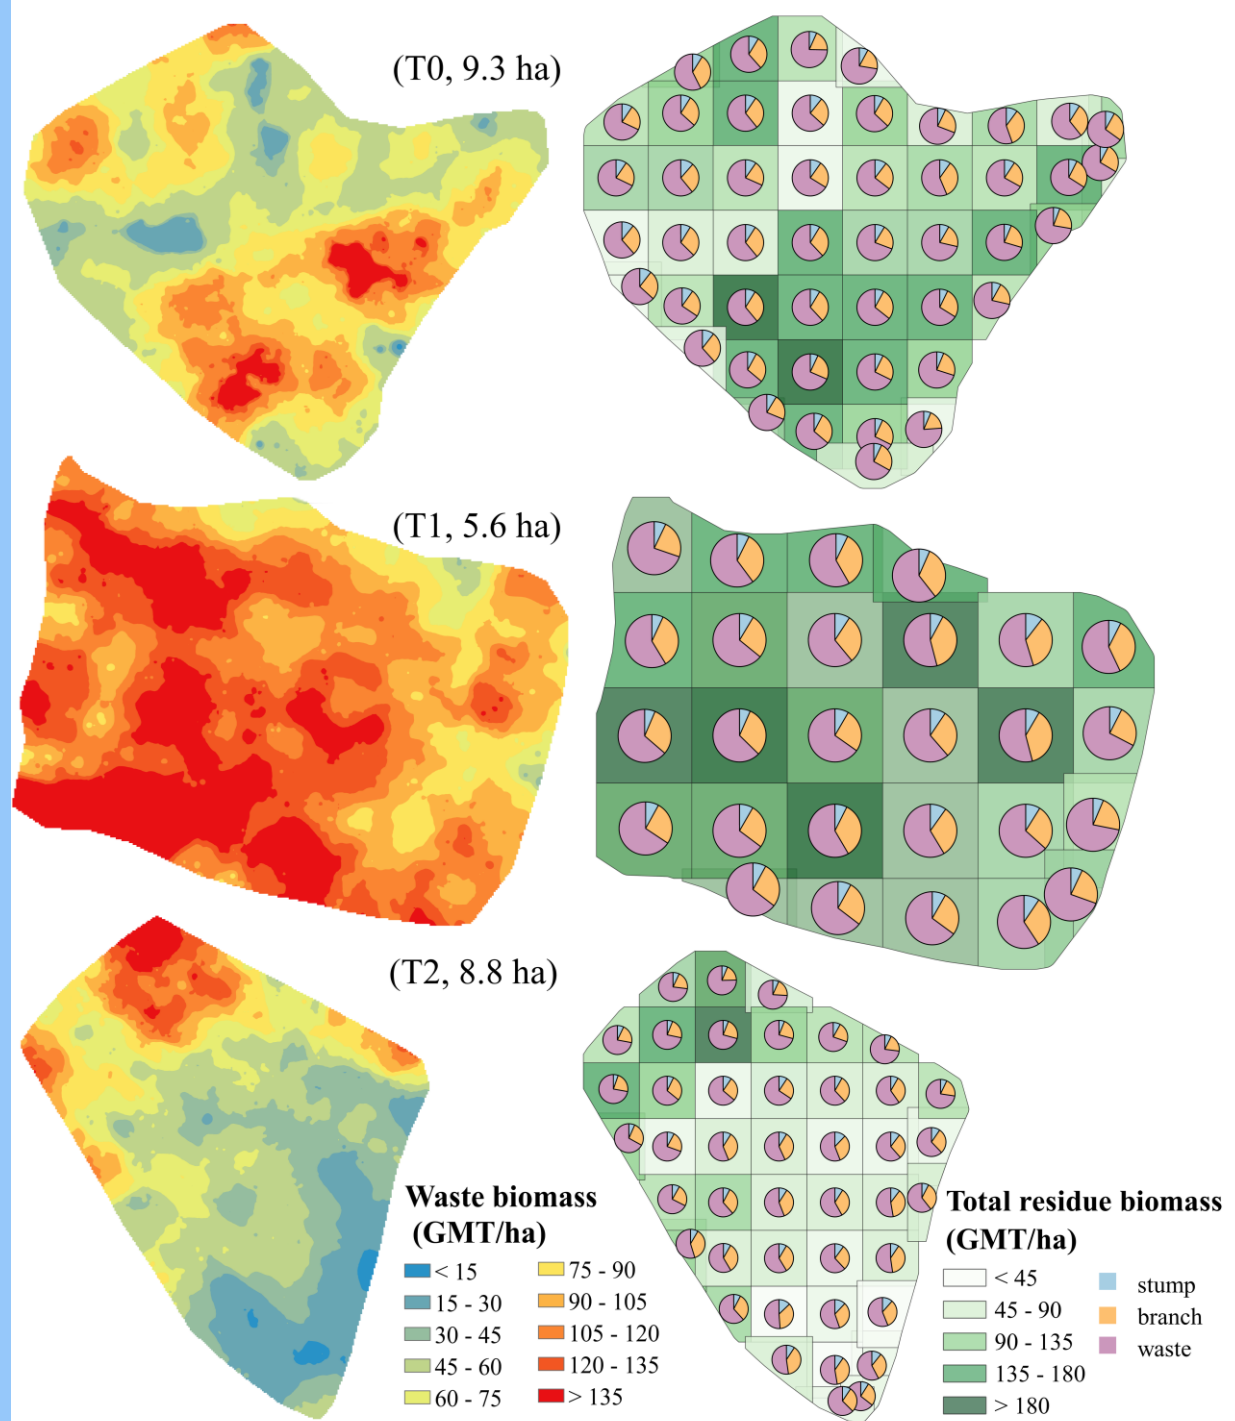 (T0, 9.3 ha)
(T1, 5.6 ha)
(T2, 8.8 ha)
Waste biomass
(GMT/ha)
< 15
15 - 30
30 - 45
45 - 60
60 - 75
75 - 90
90 - 105
105 - 120
120 - 135
> 135
Total residue biomass
(GMT/ha)
< 45
45 - 90
90 - 135
135 - 180
> 180
stump
branch
waste